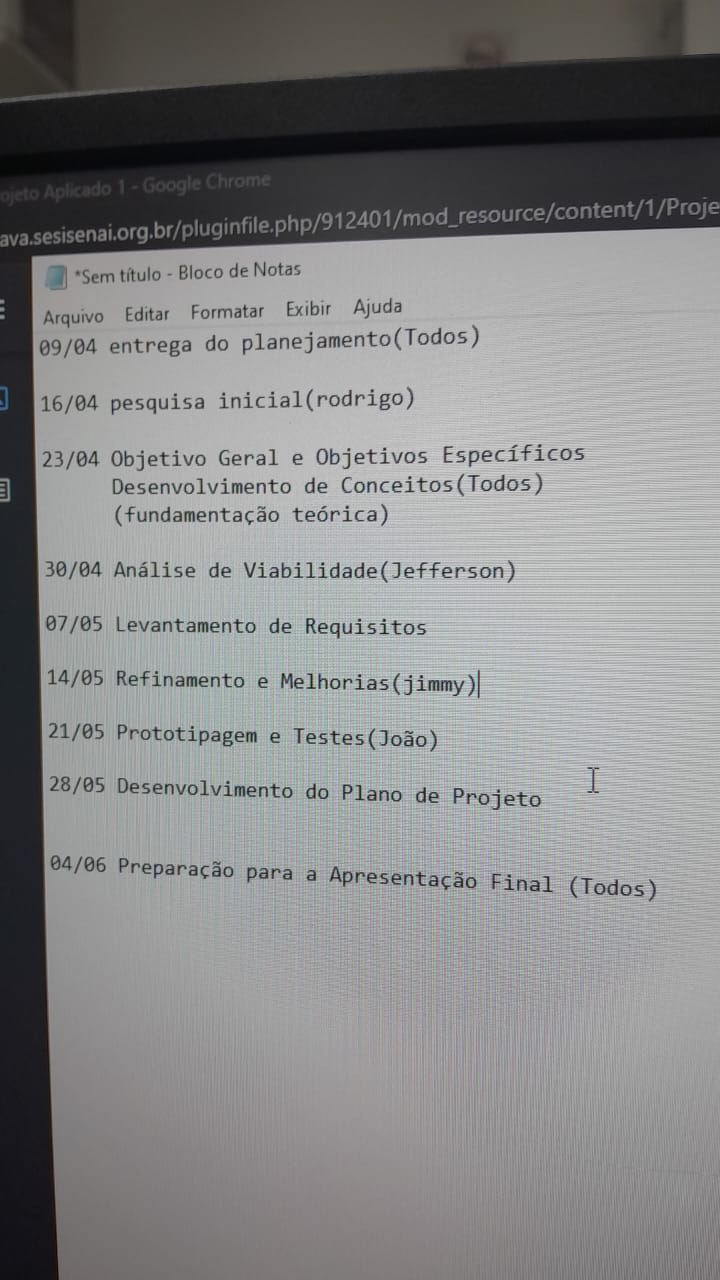 ojeto Aplicado 1 - Google Chrome
ava.sesisenai.org.br/pluginfile.php/912401/mod_resource/content/1/Proje
*Sem título - Bloco de Notas
Arquivo Editar Formatar Exibir Ajuda
09/04 entrega do planejamento(Todos)
16/04 pesquisa inicial(rodrigo)
23/04 Objetivo Geral e Objetivos Específicos
Desenvolvimento de Conceitos(Todos)
(fundamentação teórica)
30/04 Análise de Viabilidade(Jefferson)
07/05 Levantamento de Requisitos
14/05 Refinamento e Melhorias(jimmy)
21/05 Prototipagem e Testes(João)
28/05 Desenvolvimento do Plano de Projeto
04/06 Preparação para a Apresentação Final (Todos)